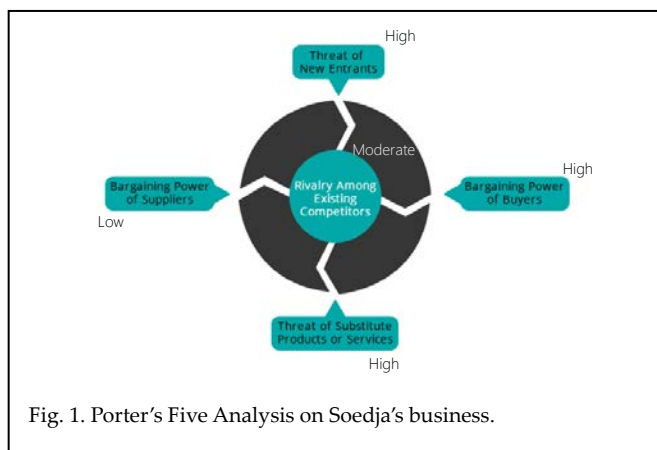 High
Threat of
New Entrants
Moderate
Rivalry Among
Existing
Competitors
Bargaining Power
of Suppliers
Low
High
Bargaining Power
of Buyers
Threat of Substitute
Products or Services
High
Fig. 1. Porter’s Five Analysis on Soedja’s business.